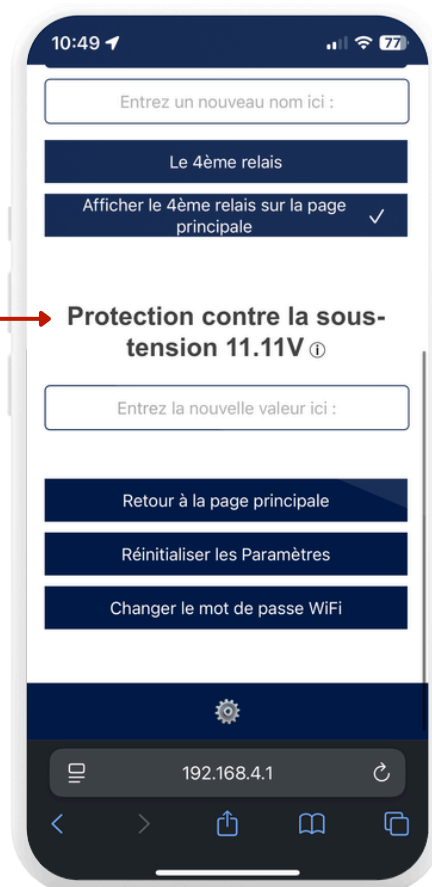 10:49
77
Entrez un nouveau nom ici :
Le 4ème relais
Afficher le 4ème relais sur la page
principale
Protection contre la sous-
tension 11.11V
Entrez la nouvelle valeur ici :
Retour à la page principale
Réinitialiser les Paramètres
Changer le mot de passe WiFi
192.168.4.1